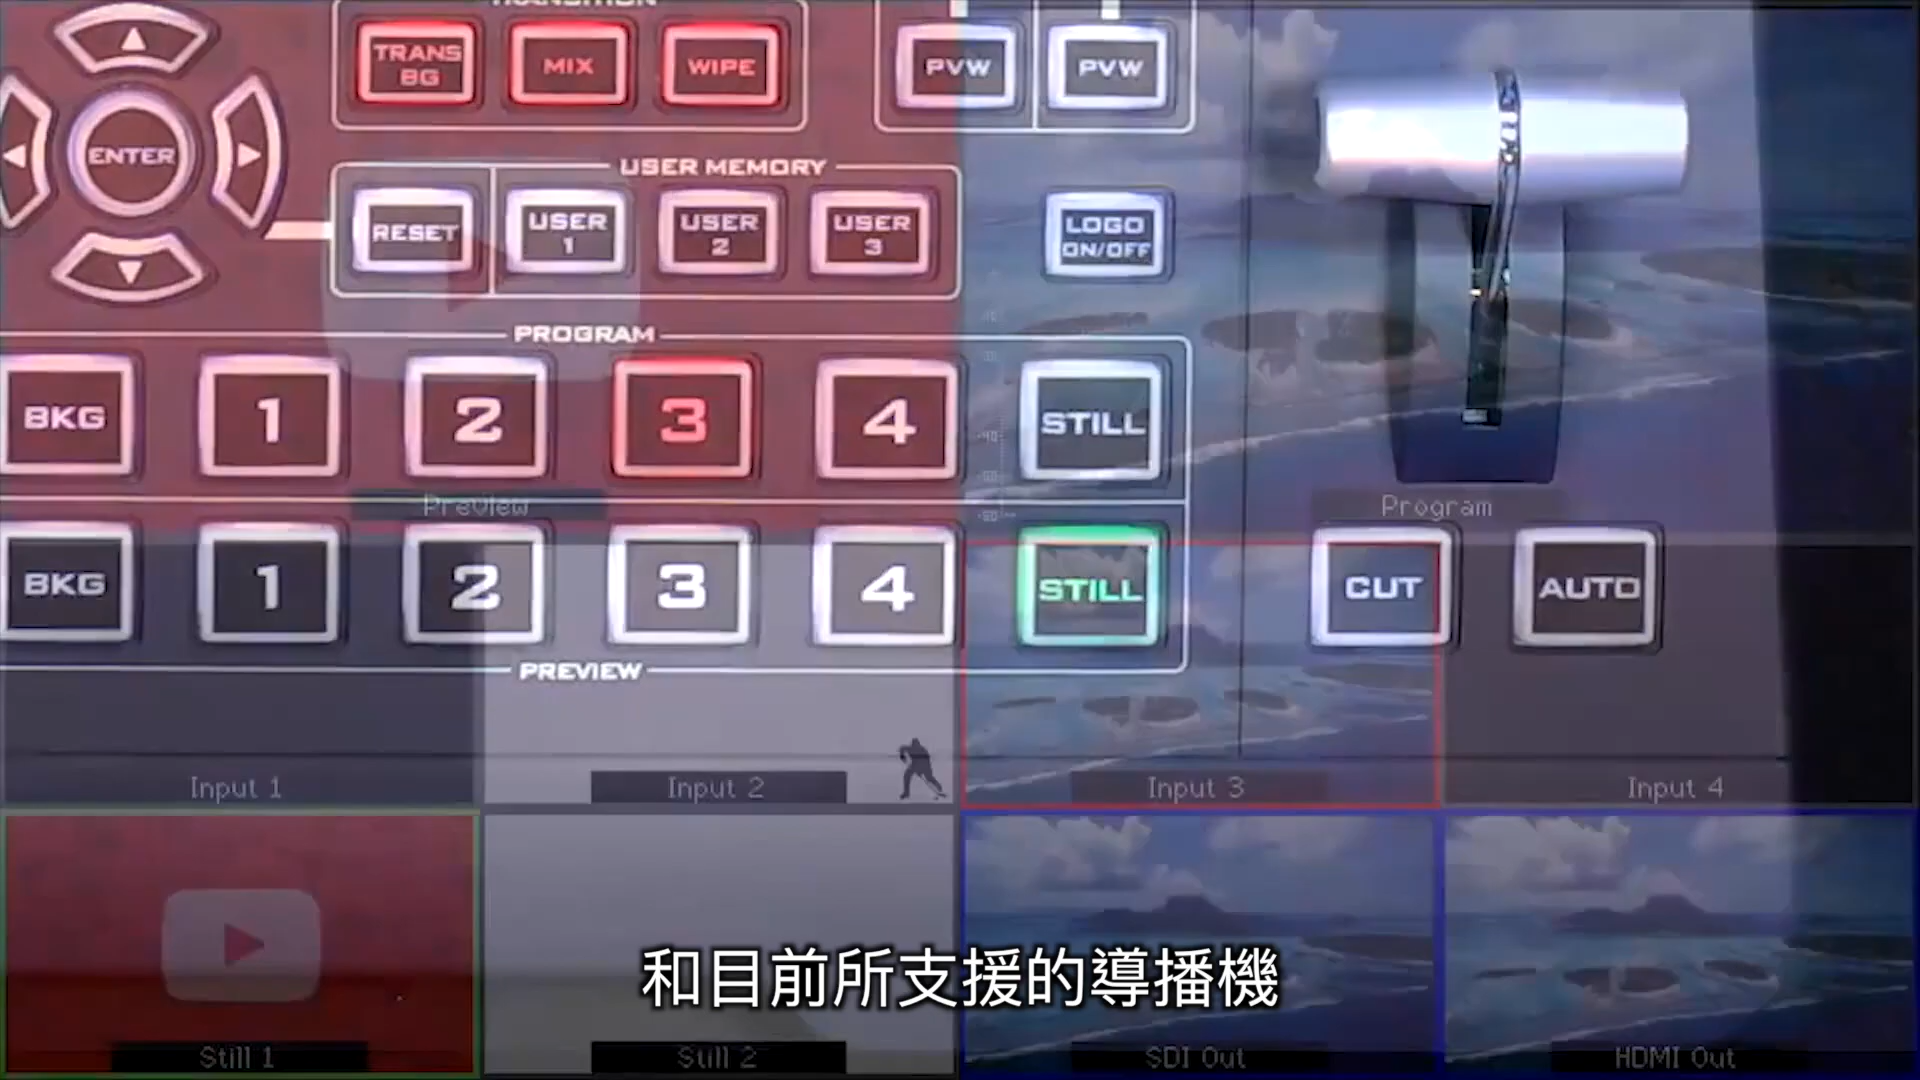 TRANSITION
TRANS BG
MIX
WIPE
PVW
PVW
ENTER
USER MEMORY
RESET
USER 1
USER 2
USER 3
LOGO ON/OFF
PROGRAM
BKG
1
2
3
4
STILL
Preview
Program
BKG
1
2
3
4
STILL
CUT
AUTO
PREVIEW
Input 1
Input 2
Input 3
Input 4
和目前所支援的導播機
Still 1
Still 2
SDI Out
HDMI Out